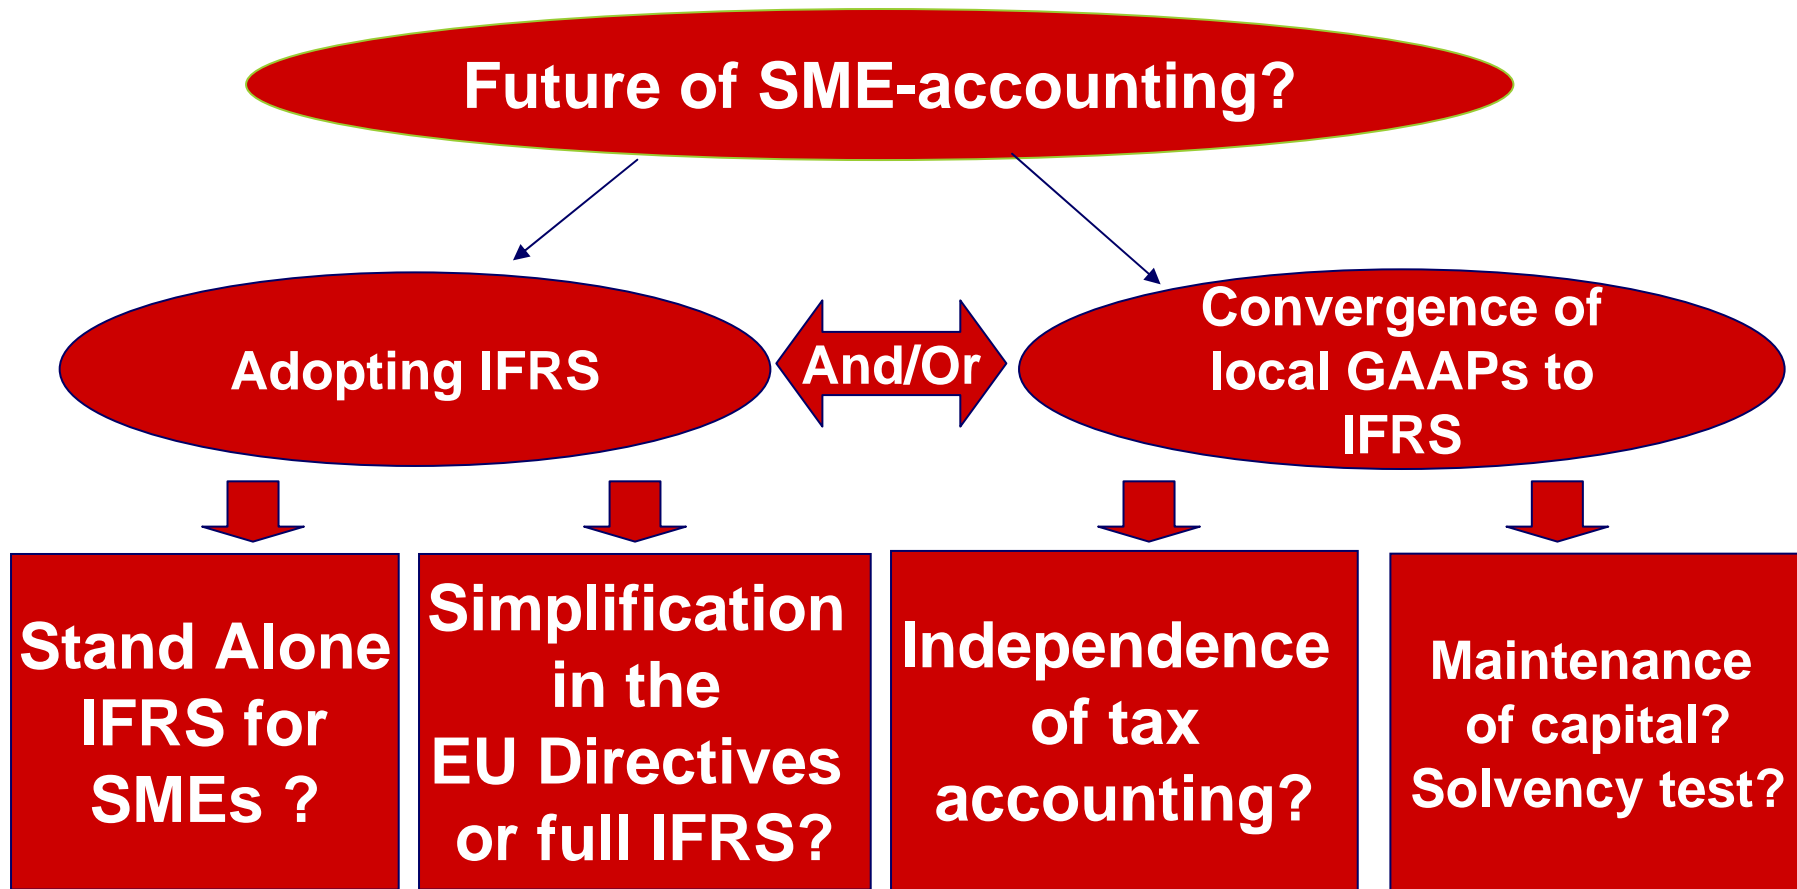 Future of SME-accounting?
Adopting IFRS
And/Or
Convergence of
local GAAPs to
IFRS
Stand Alone
IFRS for
SMEs ?
Simplification
in the
EU Directives
or full IFRS?
Independence
of tax
accounting?
Maintenance
of capital?
Solvency test?